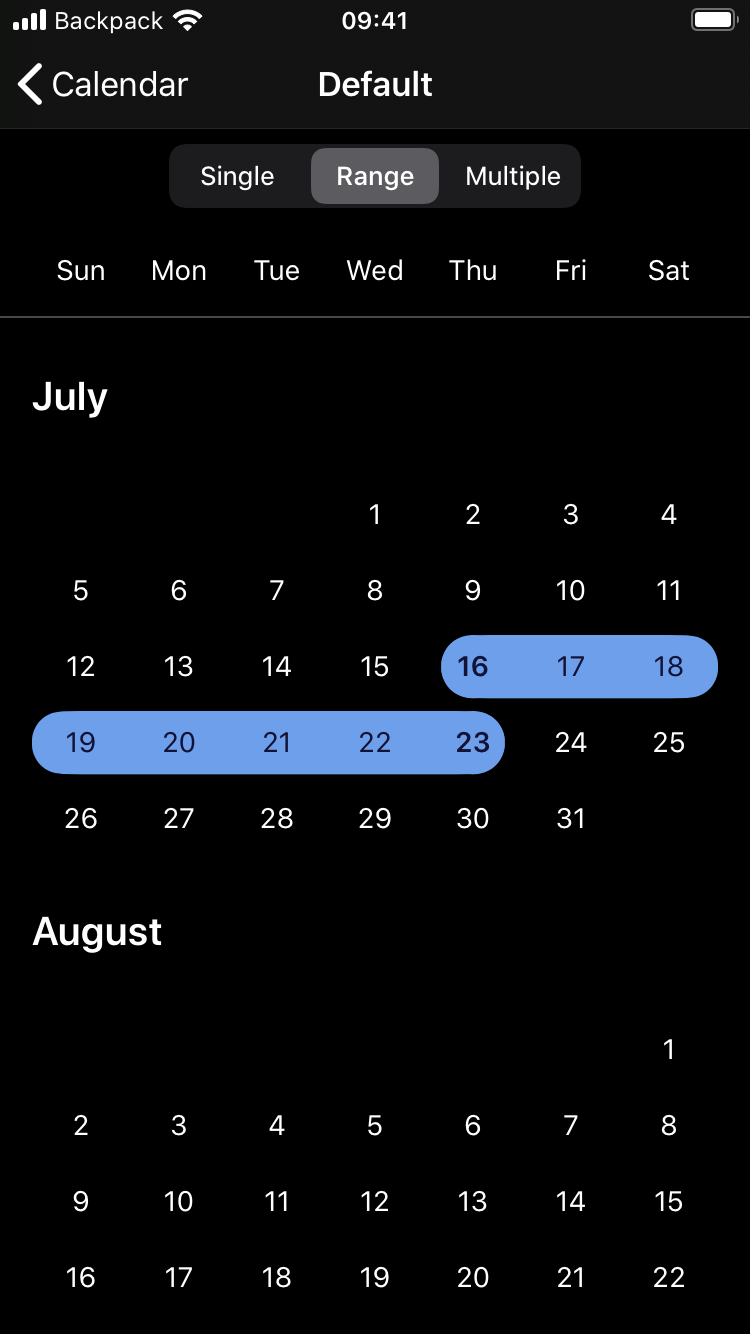 Backpack 09:41
Calendar Default
Single Range Multiple
Sun Mon Tue Wed Thu Fri Sat
July
1 2 3 4
5 6 7 8 9 10 11
12 13 14 15 16 17 18
19 20 21 22 23 24 25
26 27 28 29 30 31
August
1
2 3 4 5 6 7 8
9 10 11 12 13 14 15
16 17 18 19 20 21 22